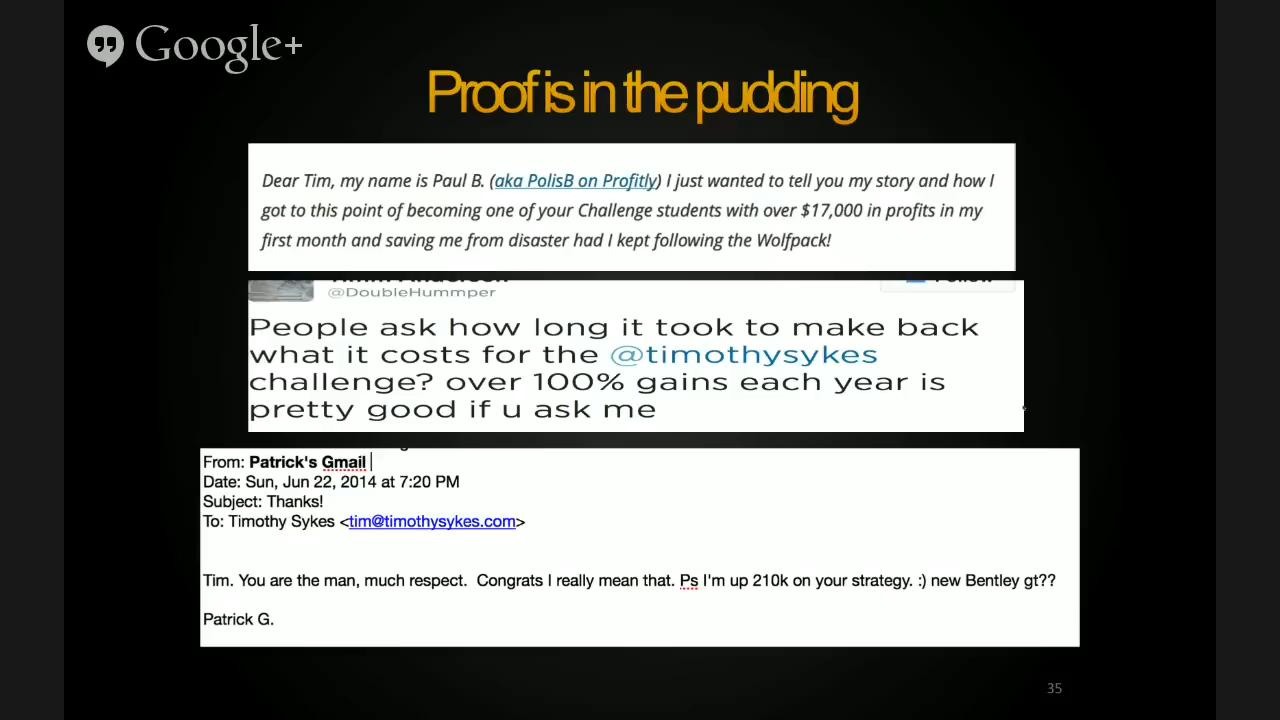 Google+
Proof is in the pudding
Dear Tim, my name is Paul B. (aka PolisB on Profitly) I just wanted to tell you my story and how I
got to this point of becoming one of your Challenge students with over $17,000 in profits in my
first month and saving me from disaster had I kept following the Wolfpack!
@DoubleHummper
People ask how long it took to make back
what it costs for the @timothysykes
challenge? over 100% gains each year is
pretty good if u ask me
From: Patrick's Gmail
Date: Sun, Jun 22, 2014 at 7:20 PM
Subject: Thanks!
To: Timothy Sykes <tim@timothysykes.com>
Tim. You are the man, much respect.  Congrats I really mean that. Ps I'm up 210k on your strategy. :) new Bentley gt??
Patrick G.
35